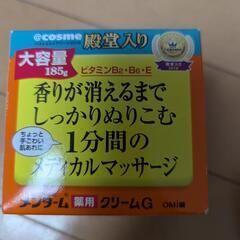 @cosme 殿堂入り
大容量
185g
ビタミンB2・B6・E
香りが消えるまで
しっかりぬりこむ
ちょっと
手ごわい
肌あれに
1分間の
メディカルマッサージ
メンターム 薬用 クリームG
OMI